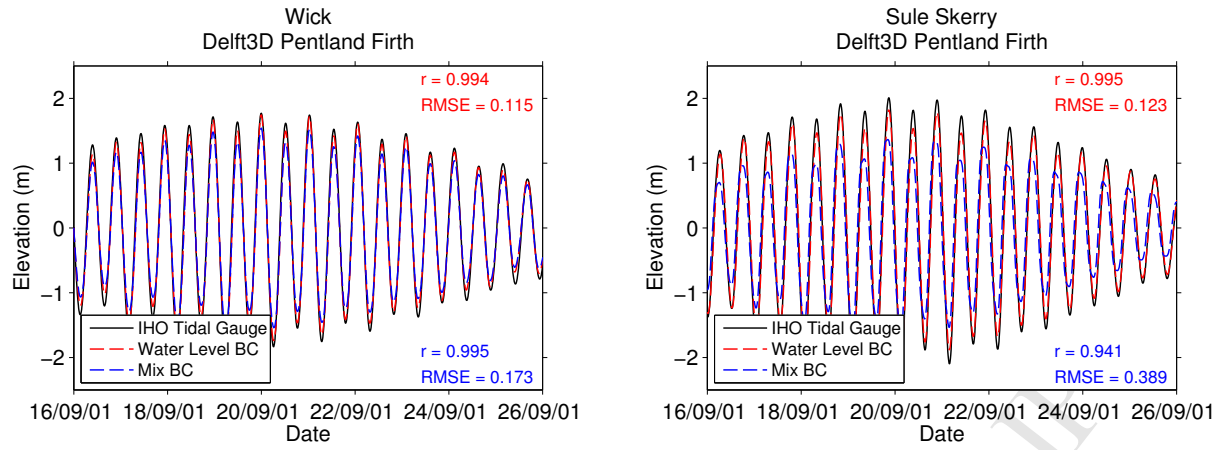 Wick
Delft3D Pentland Firth
r = 0.994
RMSE = 0.115
2
1
0
−1
−2
Elevation (m)
IHO Tidal Gauge
Water Level BC
Mix BC
r = 0.995
RMSE = 0.173
16/09/01 18/09/01 20/09/01 22/09/01 24/09/01 26/09/01
Date
Sule Skerry
Delft3D Pentland Firth
r = 0.995
RMSE = 0.123
2
1
0
−1
−2
Elevation (m)
IHO Tidal Gauge
Water Level BC
Mix BC
r = 0.941
RMSE = 0.389
16/09/01 18/09/01 20/09/01 22/09/01 24/09/01 26/09/01
Date